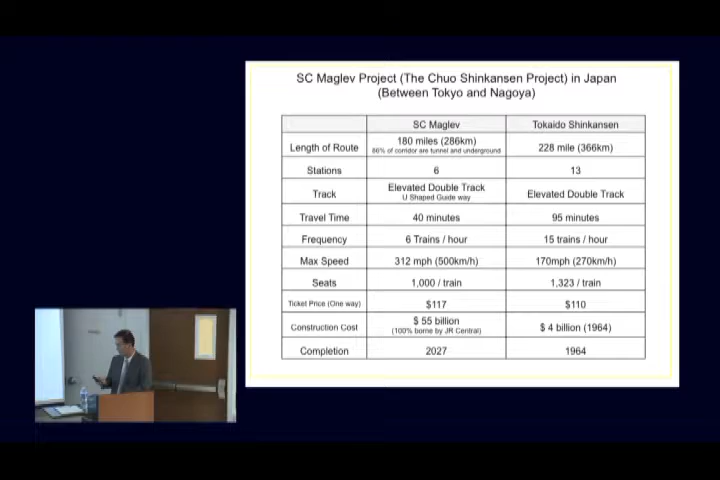 SC Maglev Project (The Chuo Shinkansen Project) in Japan
(Between Tokyo and Nagoya)
SC Maglev Tokaido Shinkansen
Length of Route 180 miles (286km) 228 mile (366km)
86% of corridor are tunnel and underground
Stations 6 13
Track Elevated Double Track Elevated Double Track
U Shaped Guide way
Travel Time 40 minutes 95 minutes
Frequency 6 Trains / hour 15 trains / hour
Max Speed 312 mph (500km/h) 170mph (270km/h)
Seats 1,000 / train 1,323 / train
Ticket Price (One way) $117 $110
Construction Cost $ 55 billion $ 4 billion (1964)
(100% borne by JR Central)
Completion 2027 1964